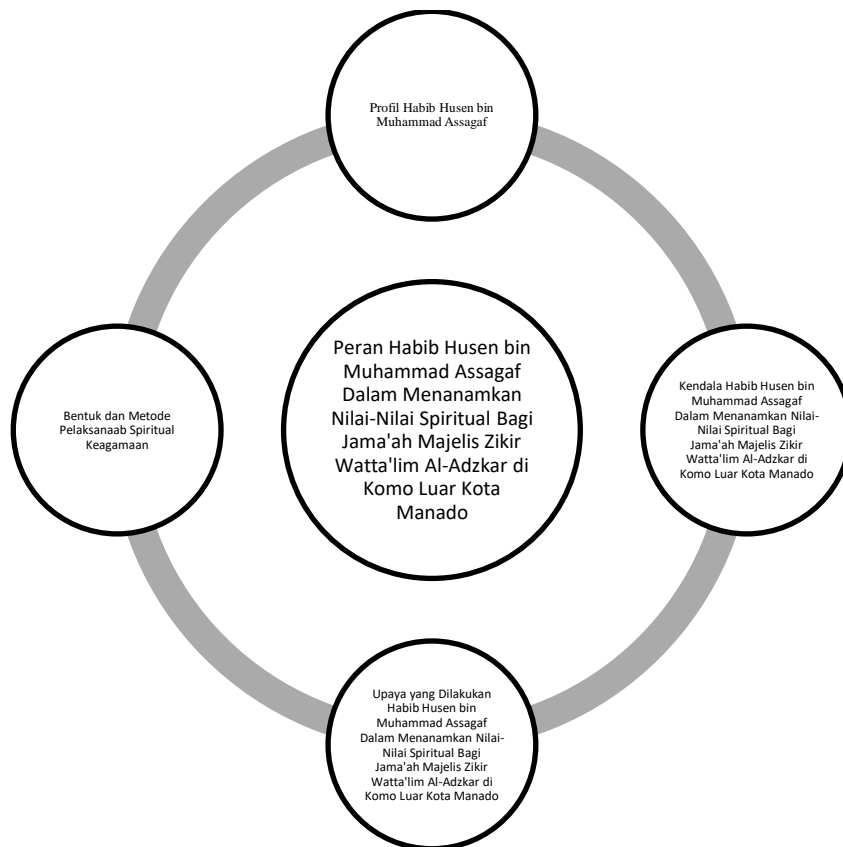 Profil Habib Husen bin
Muhammad Assagaf
Peran Habib Husen bin
Muhammad Assagaf
Dalam Menanamkan
Nilai-Nilai Spiritual Bagi
Jama'ah Majelis Zikir
Watta'lim Al-Adzkar di
Komo Luar Kota
Manado
Kendala Habib Husen bin
Muhammad Assagaf
Dalam Menanamkan Nilai-
Nilai Spiritual Bagi
Jama'ah Majelis Zikir
Watta'lim Al-Adzkar di
Komo Luar Kota Manado
Upaya yang Dilakukan
Habib Husen bin
Muhammad Assagaf
Dalam Menanamkan Nilai-
Nilai Spiritual Bagi
Jama'ah Majelis Zikir
Watta'lim Al-Adzkar di
Komo Luar Kota Manado
Bentuk dan Metode
Pelaksanaab Spiritual
Keagamaan